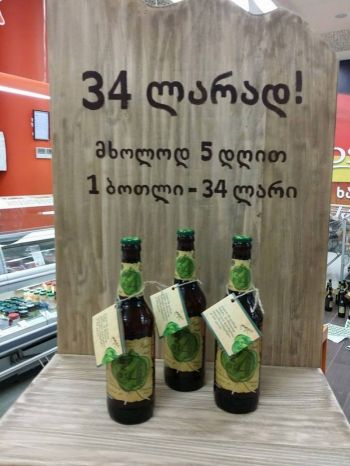 34 ლარად!
მხოლოდ 5 დღით
1 ბოთლი - 34 ლარი